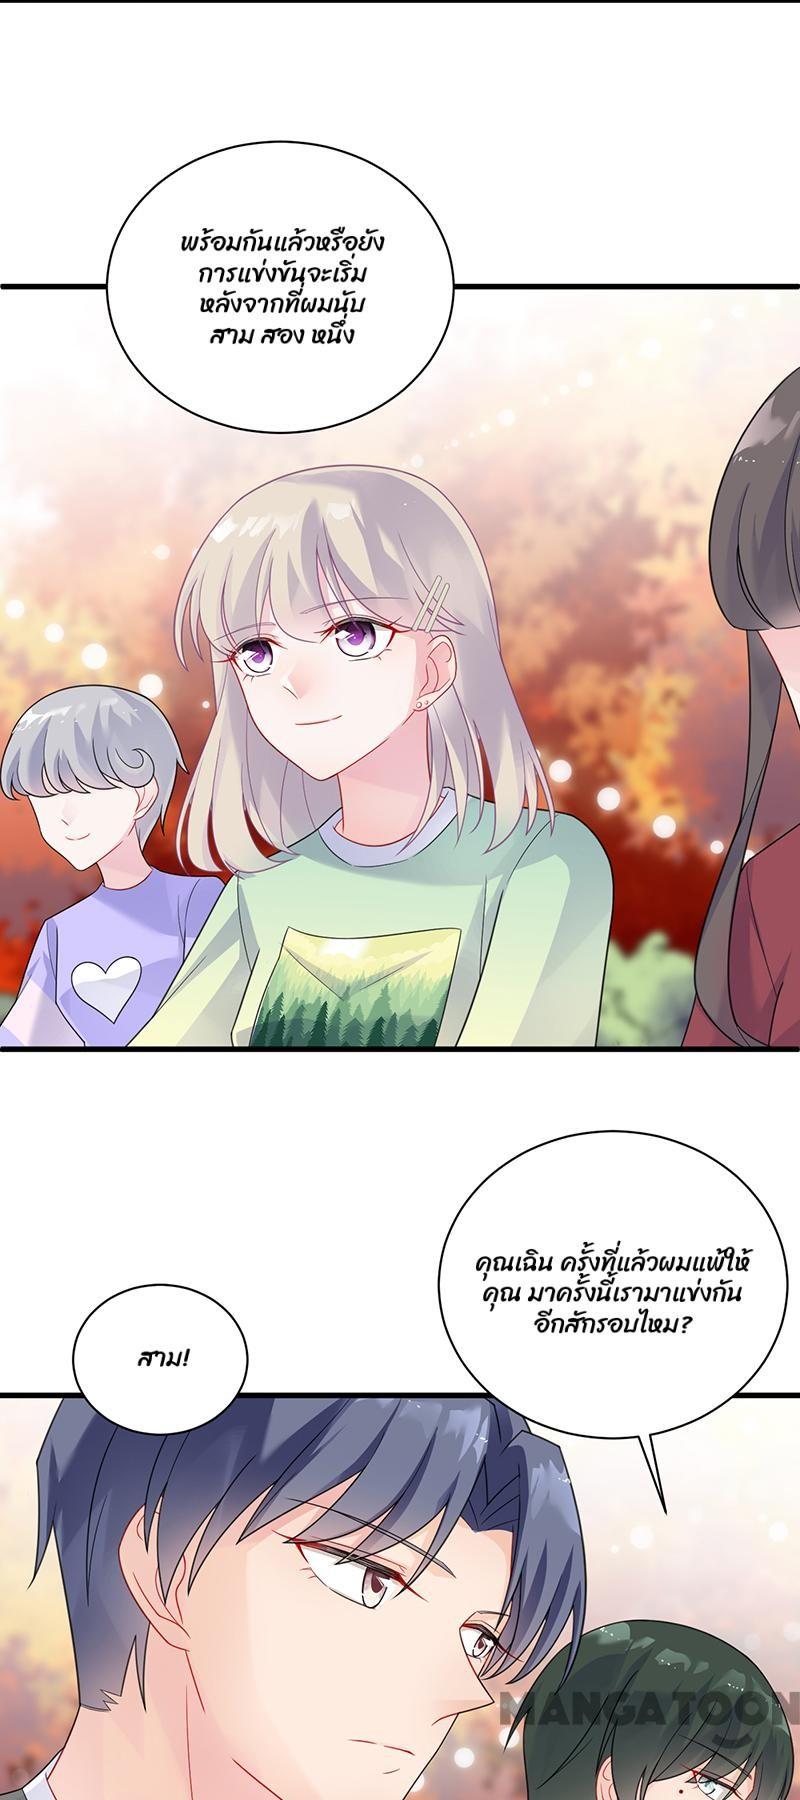 พร้อมกันแล้วหรือยัง
การแข่งขันจะเริ่ม
หลังจากที่ผมนับ
สาม สอง หนึ่ง
คุณเฉิน ครั้งที่แล้วผมแพ้ให้
คุณ มาครั้งนี้เรามาแข่งกัน
อีกสักรอบไหม?
สาม!
MANGATOON